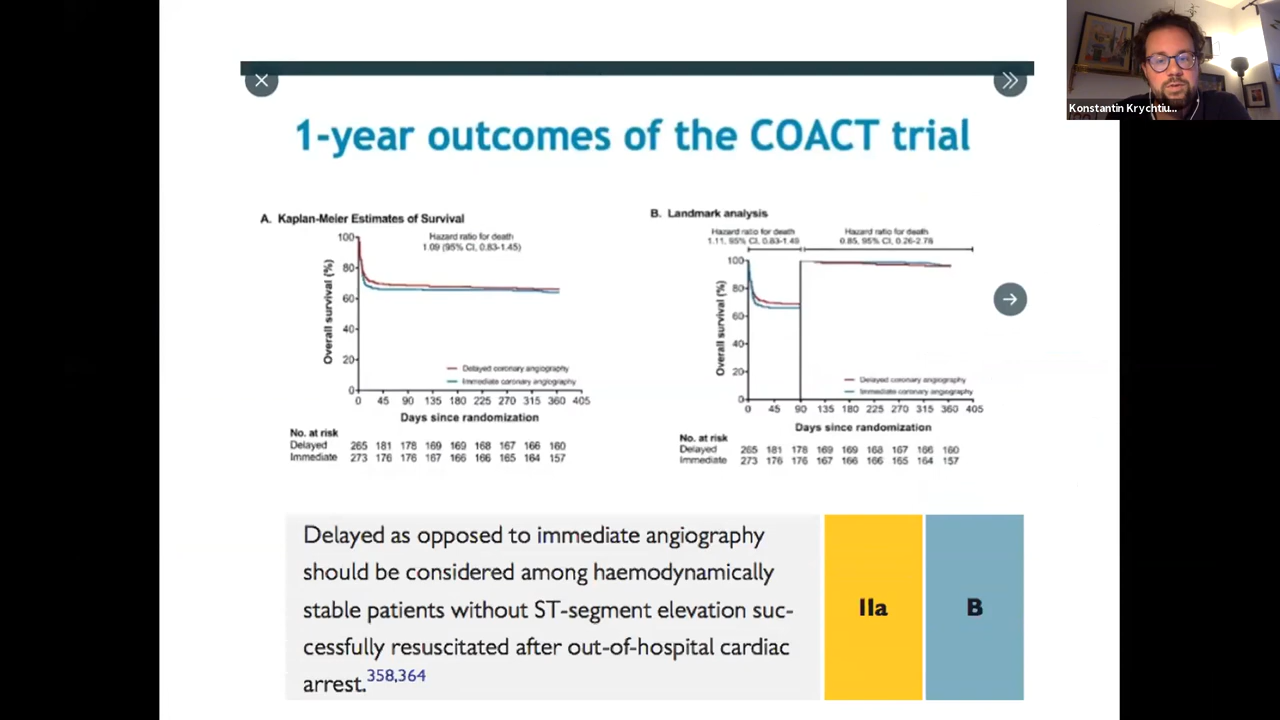 Konstantin Krychtiu...
1-year outcomes of the COACT trial
A. Kaplan-Meier Estimates of Survival
Hazard ratio for death
1.09 (95% CI, 0.83-1.45)
Overall survival (%)
100
80
60
40
20
0
Delayed coronary angiography
Immediate coronary angiography
0 45 90 135 180 225 270 315 360 405
Days since randomization
No. at risk
Delayed 265 181 178 169 169 168 167 166 160
Immediate 273 176 176 167 166 166 165 164 157
B. Landmark analysis
Hazard ratio for death
1.11, 95% CI, 0.83-1.49
Hazard ratio for death
0.85, 95% CI, 0.26-2.78
Overall survival (%)
100
80
60
40
20
0
Delayed coronary angiography
Immediate coronary angiography
0 45 90 135 180 225 270 315 360 405
Days since randomization
No. at risk
Delayed 265 181 178 169 169 168 167 166 160
Immediate 273 176 176 167 166 166 165 164 157
Delayed as opposed to immediate angiography
should be considered among haemodynamically
stable patients without ST-segment elevation suc-
cessfully resuscitated after out-of-hospital cardiac
arrest.358,364
IIa
B